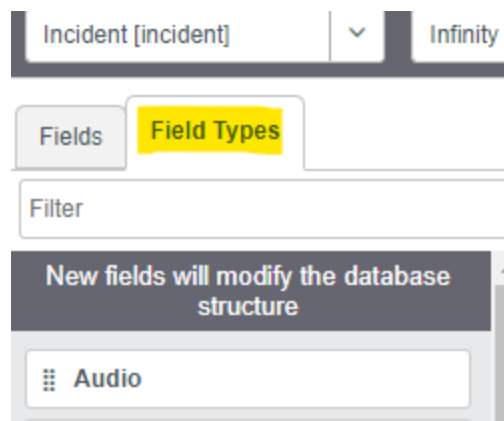 Incident [incident]
Infinity
Fields
Field Types
Filter
New fields will modify the database
structure
Audio